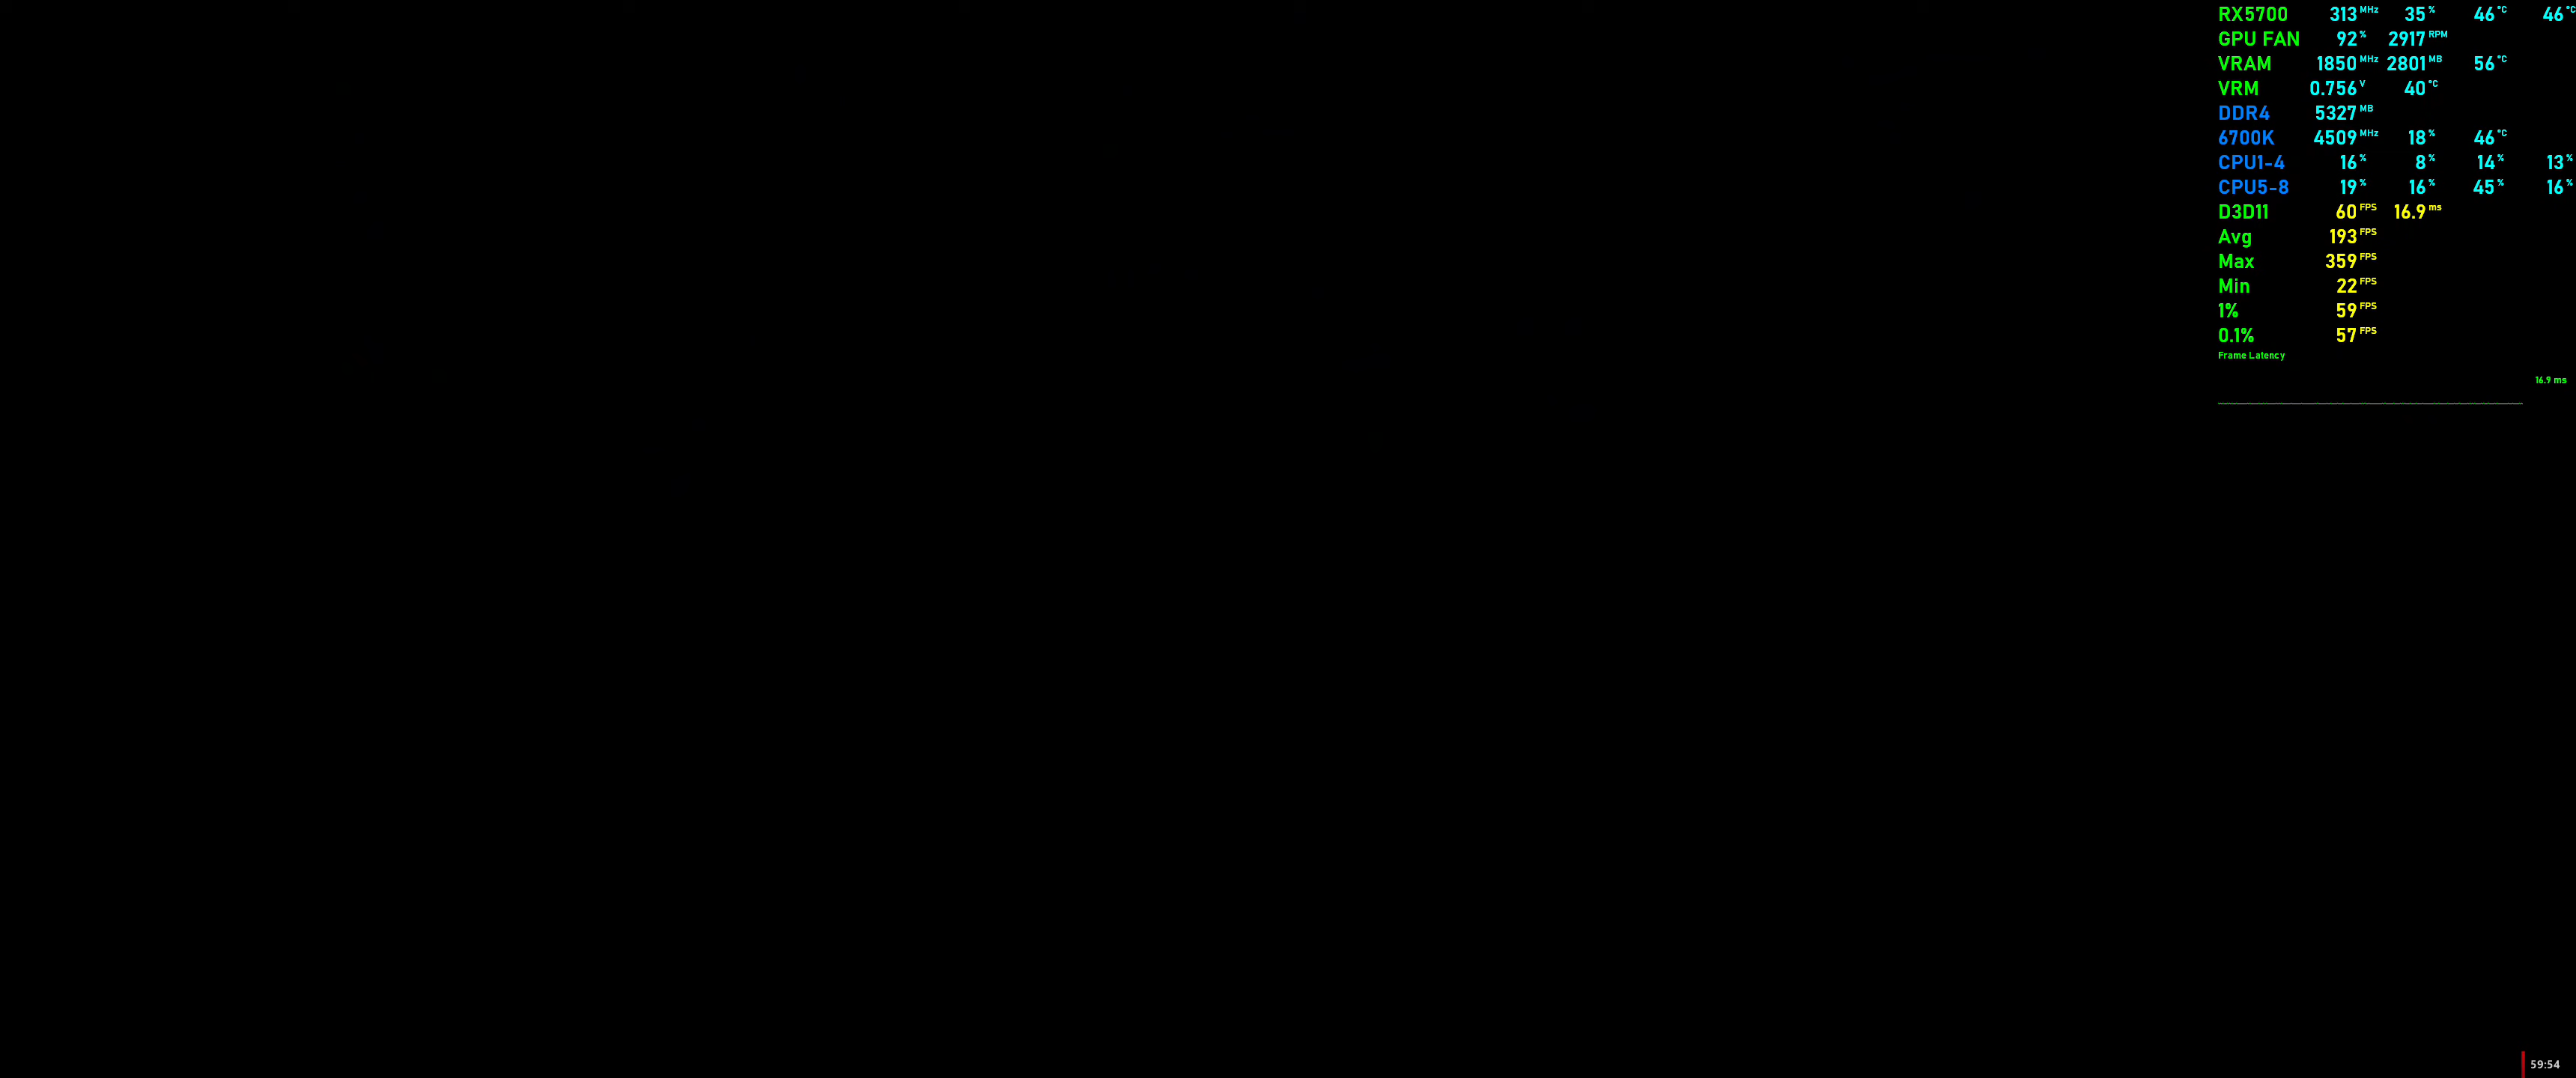 RX5700 313 MHz 35 % 46 °C 46 °C
GPU FAN 92 % 2917 RPM
VRAM 1850 MHz 2801 MB 56 °C
VRM 0.756 V 40 °C
DDR4 5327 MB
6700K 4509 MHz 18 % 46 °C
CPU1-4 16 % 8 % 14 % 13 %
CPU5-8 19 % 16 % 45 % 16 %
D3D11 60 FPS 16.9 ms
Avg 193 FPS
Max 359 FPS
Min 22 FPS
1% 59 FPS
0.1% 57 FPS
Frame Latency
16.9 ms
59:54